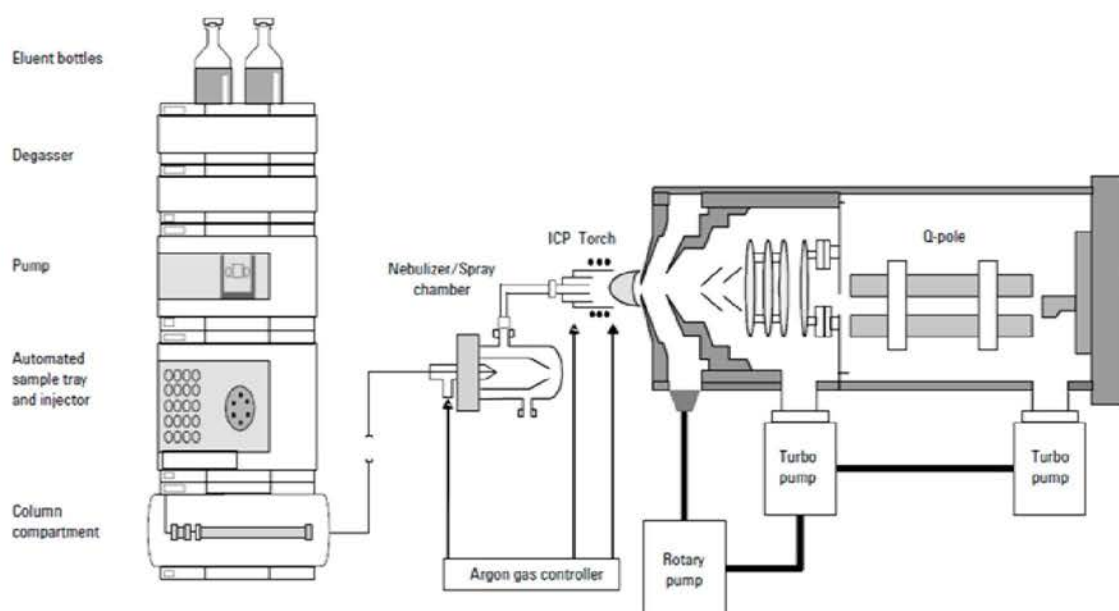 Eluent bottles
Degasser
Pump
Automated
sample tray
and injector
Column
compartment
Nebulizer/Spray
chamber
ICP Torch
Q-pole
Argon gas controller
Rotary
pump
Turbo
pump
Turbo
pump